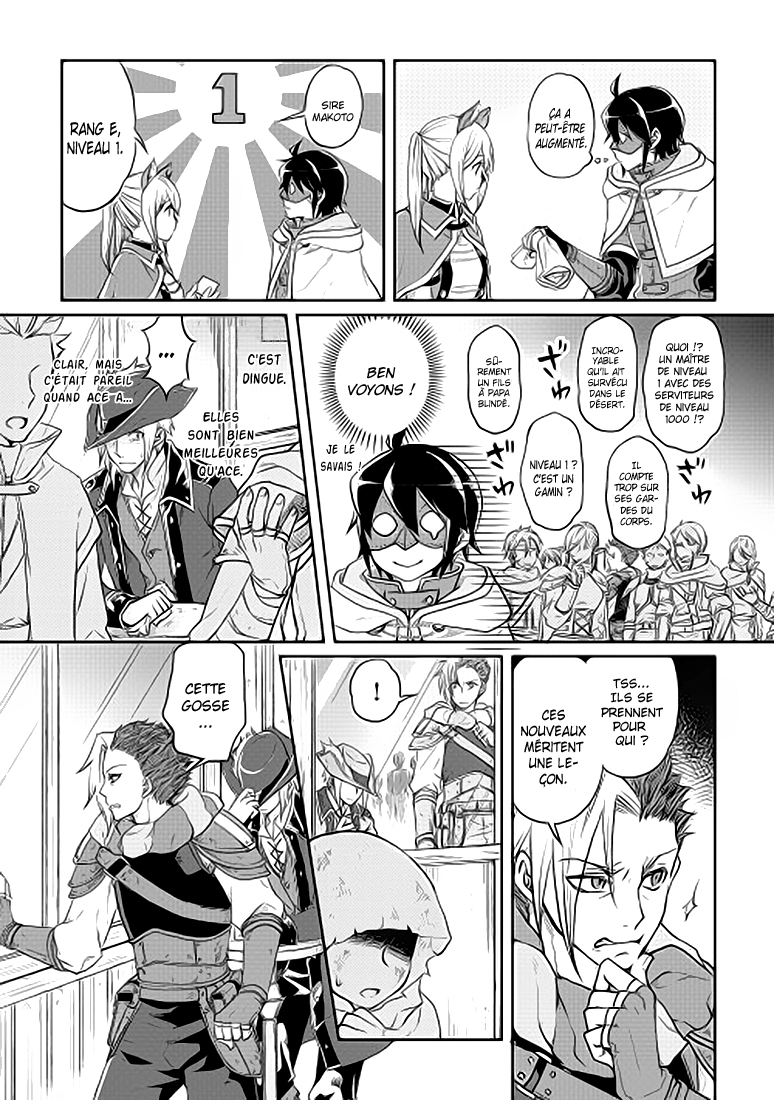 ÇA A
PEUT-ÊTRE
AUGMENTÉ.
SIRE
MAKOTO
1
RANG E,
NIVEAU 1.
QUOI !?
UN MAÎTRE
DE NIVEAU
1 AVEC DES
SERVITEURS
DE NIVEAU
1000 !?
INCRO-
YABLE
QU'IL AIT
SURVÉCU
DANS LE
DÉSERT.
SÛ-
REMENT
UN FILS
À PAPA
BLINDÉ.
IL
COMPTE
TROP SUR
SES GAR-
DES DU
CORPS.
NIVEAU 1 ?
C'EST UN
GAMIN ?
ざわ
ざわ
BEN
VOYONS !
JE LE
SAVAIS !
C'EST
DINGUE.
...
CLAIR, MAIS
C'ÉTAIT PAREIL
QUAND ACE A...
ELLES
SONT BIEN
MEILLEURES
QU'ACE.
TSS...
ILS SE
PRENNENT
POUR
QUI ?
CES
NOUVEAUX
MÉRITENT
UNE LE-
ÇON.
!
CETTE
GOSSE
...